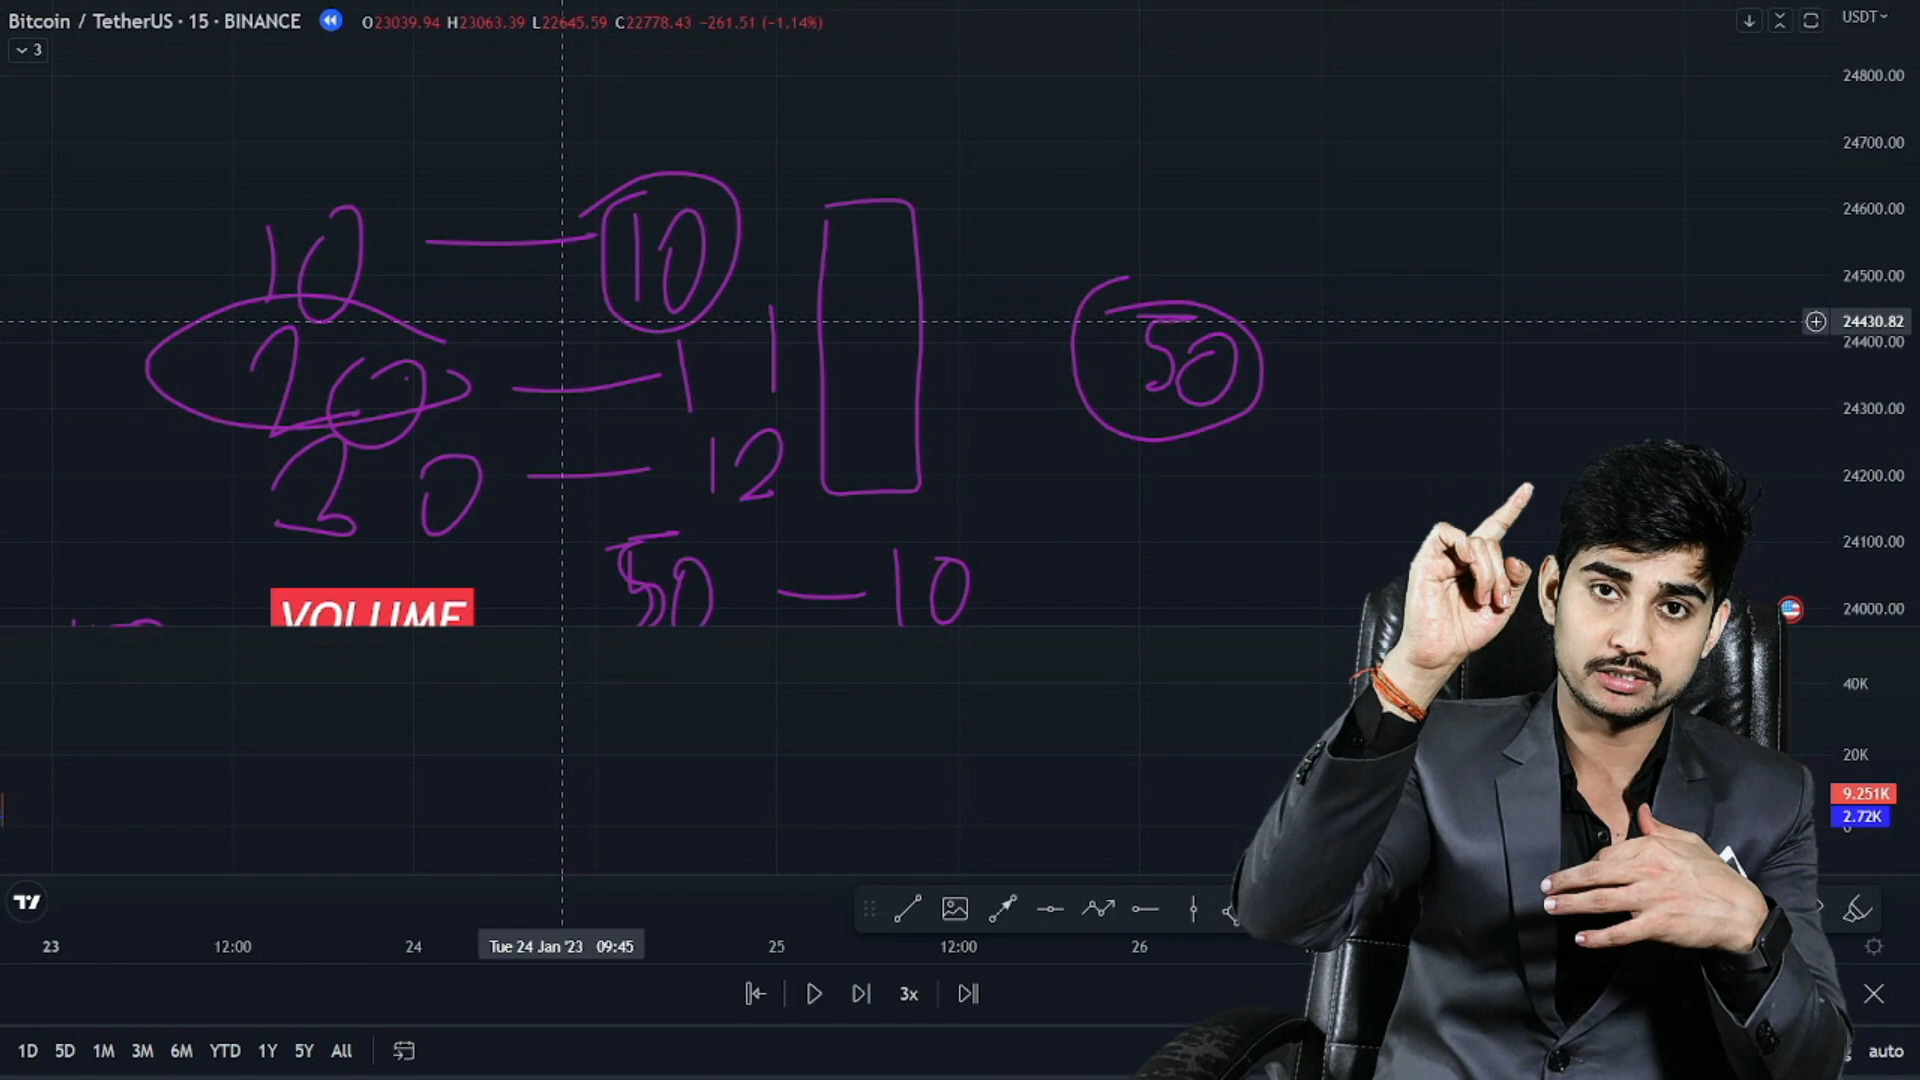 Bitcoin / TetherUS · 15 · BINANCE O23039.94 H23063.39 L22645.59 C22778.43 −261.51 (−1.14%)
USDT
3
24800.00
24700.00
24600.00
24500.00
24430.82
24400.00
24300.00
24200.00
24100.00
24000.00
10 — 10
20 — 11
30 — 12
50
50 — 10
VOLUME
40K
20K
9.251K
2.72K
0
23 12:00 24 Tue 24 Jan '23 09:45 25 12:00 26
3x
1D 5D 1M 3M 6M YTD 1Y 5Y All
auto